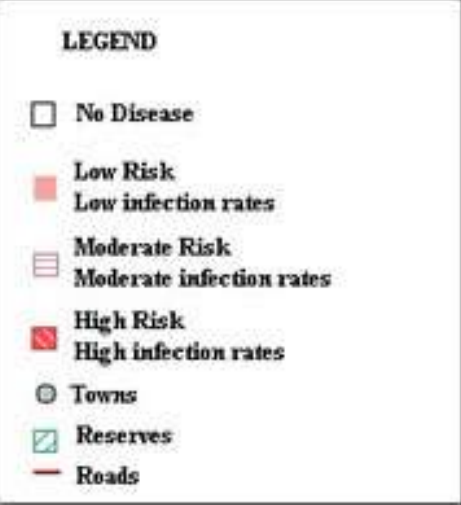 LEGEND
No Disease
Low Risk
Low infection rates
Moderate Risk
Moderate infection rates
High Risk
High infection rates
Towns
Reserves
Roads